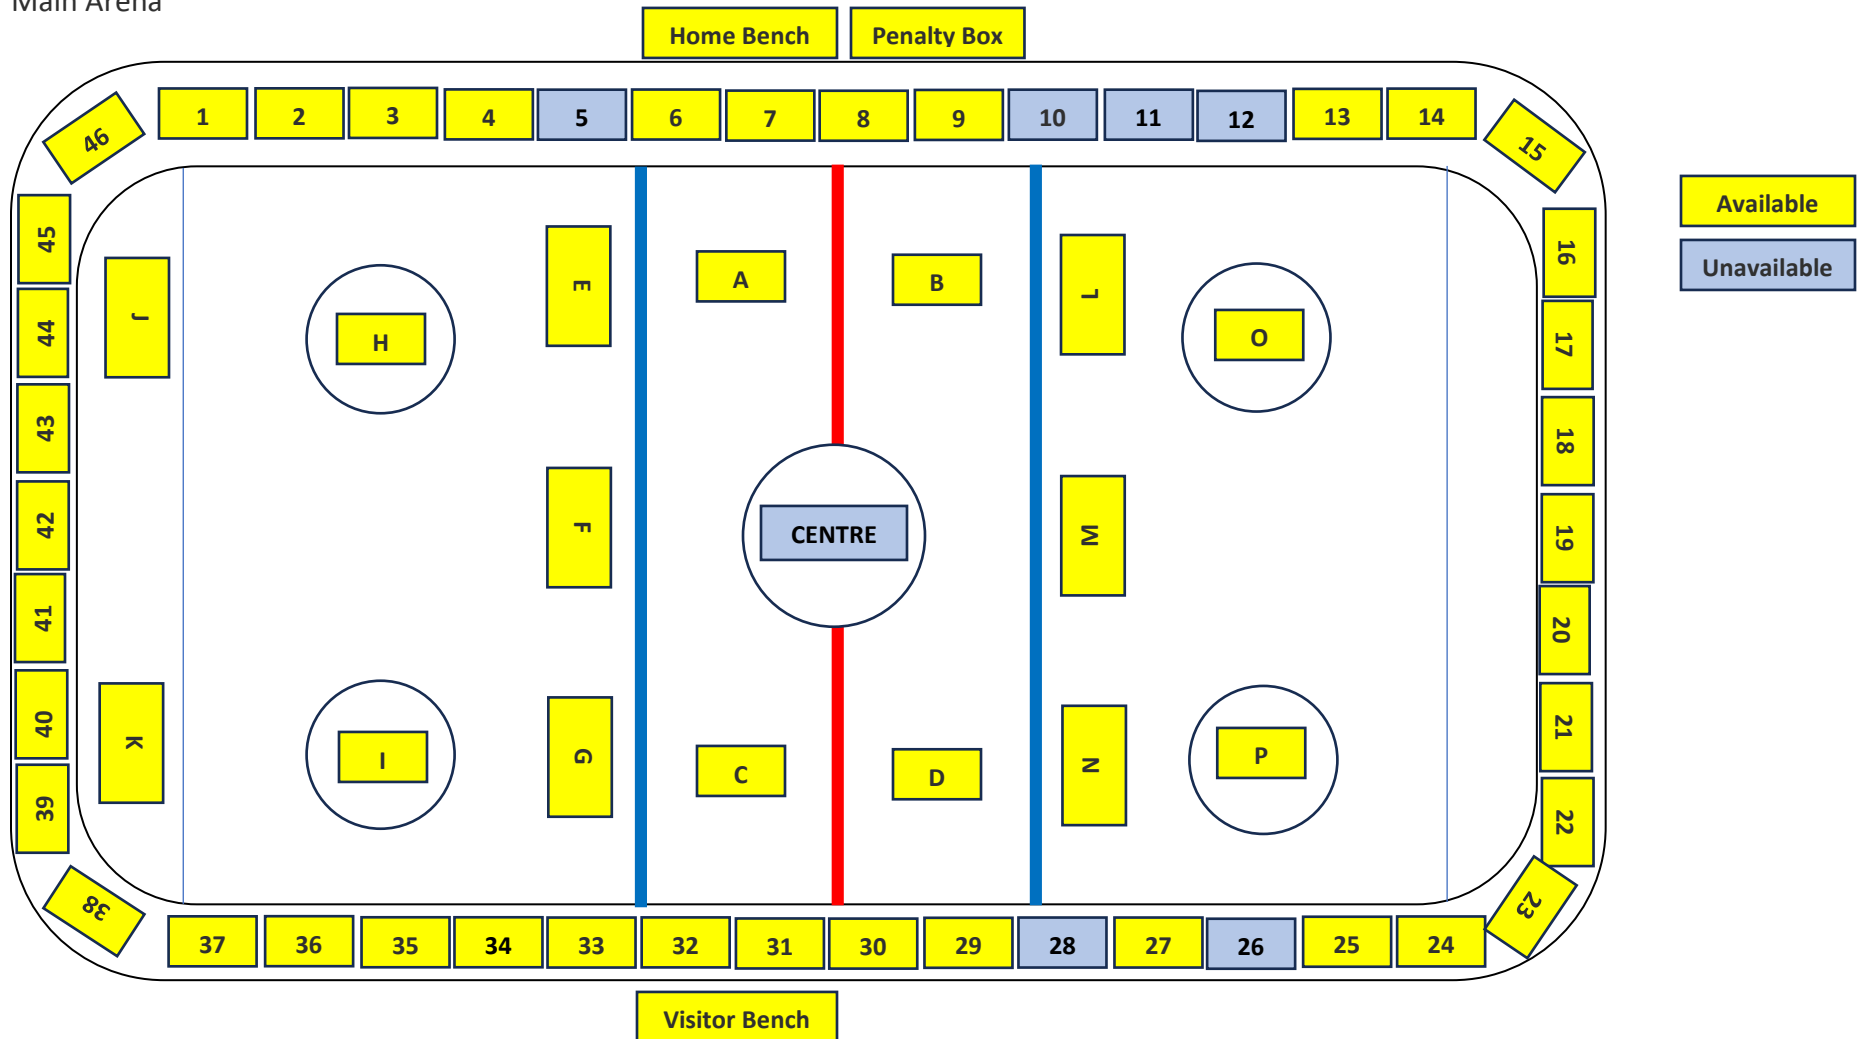 Main Arena
Home Bench Penalty Box
1 2 3 4 5 6 7 8 9 10 11 12 13 14
46 15
45 16
Available
Unavailable
E A B L
J H O
44 17
43 18
F CENTRE M
42 19
41 20
40 21
K I G C D N P
39 22
38 23
37 36 35 34 33 32 31 30 29 28 27 26 25 24
Visitor Bench